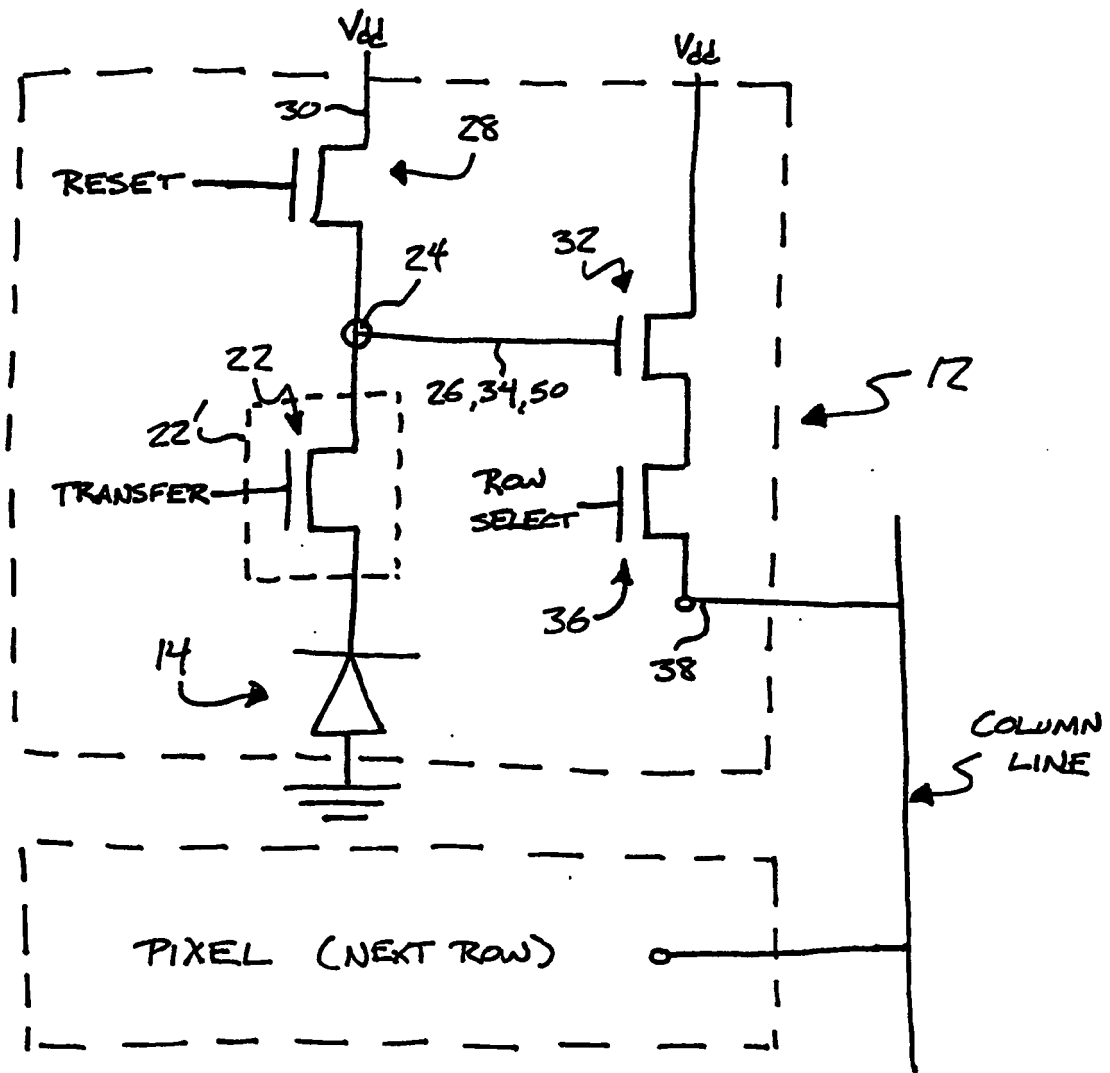 Vdd
Vdd
30
28
RESET
32
24
22
26,34,50
12
22'
TRANSFER
ROW
SELECT
36
38
14
COLUMN
LINE
PIXEL (NEXT ROW)